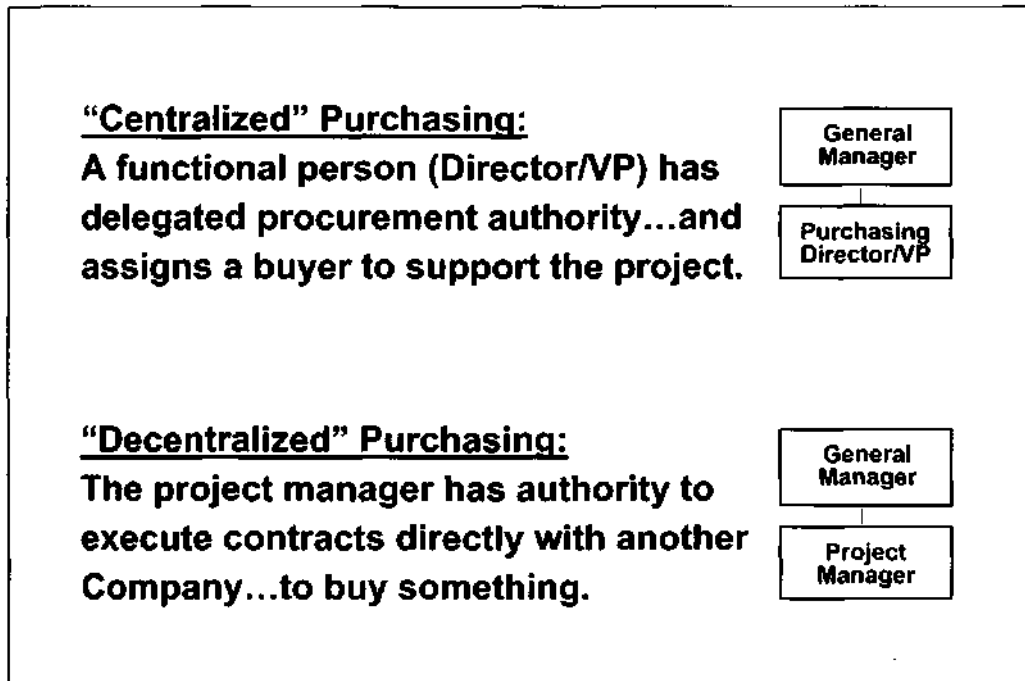 “Centralized” Purchasing:
A functional person (Director/VP) has
delegated procurement authority...and
assigns a buyer to support the project.
General
Manager
Purchasing
Director/VP
“Decentralized” Purchasing:
The project manager has authority to
execute contracts directly with another
Company...to buy something.
General
Manager
Project
Manager